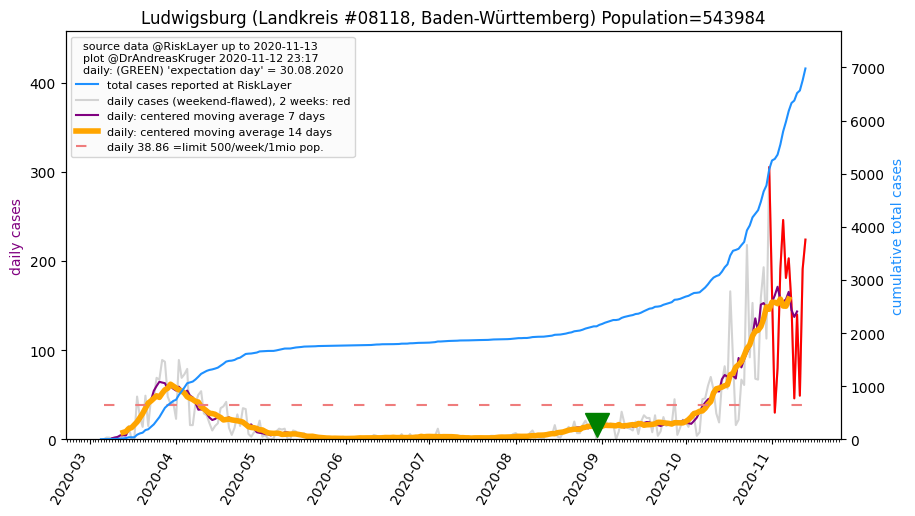 Ludwigsburg (Landkreis #08118, Baden-Württemberg) Population=543984
source data @RiskLayer up to 2020-11-13
plot @DrAndreasKruger 2020-11-12 23:17
daily: (GREEN) 'expectation day' = 30.08.2020
total cases reported at RiskLayer
daily cases (weekend-flawed), 2 weeks: red
daily: centered moving average 7 days
daily: centered moving average 14 days
daily 38.86 =limit 500/week/1mio pop.
daily cases
400
300
200
100
0
cumulative total cases
7000
6000
5000
4000
3000
2000
1000
0
2020-03
2020-04
2020-05
2020-06
2020-07
2020-08
2020-09
2020-10
2020-11